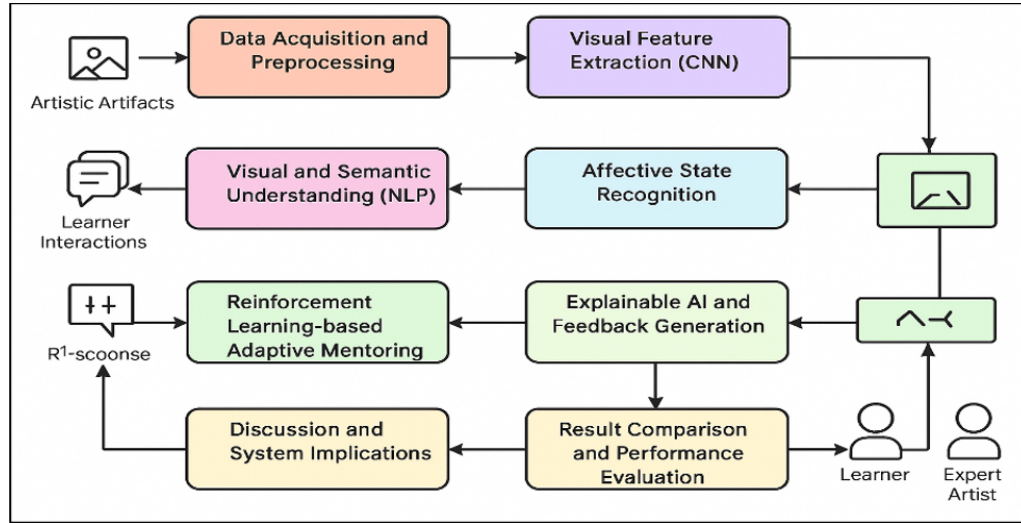 Artistic Artifacts
Data Acquisition and
Preprocessing
Visual Feature
Extraction (CNN)
Learner
Interactions
Visual and Semantic
Understanding (NLP)
Affective State
Recognition
R¹-scoonse
Reinforcement
Learning-based
Adaptive Mentoring
Explainable AI and
Feedback Generation
Discussion and
System Implications
Result Comparison
and Performance
Evaluation
Learner
Expert
Artist